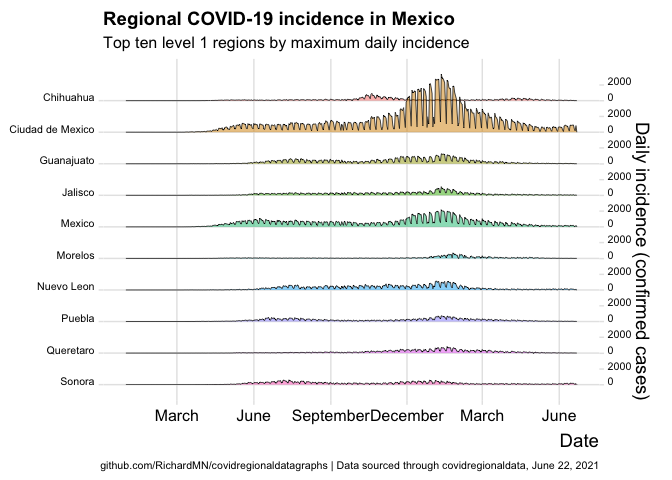 Regional COVID-19 incidence in Mexico
Top ten level 1 regions by maximum daily incidence
Chihuahua
Ciudad de Mexico
Guanajuato
Jalisco
Mexico
Morelos
Nuevo Leon
Puebla
Queretaro
Sonora
2000
0
2000
0
2000
0
2000
0
2000
0
2000
0
2000
0
2000
0
2000
0
2000
0
Daily incidence (confirmed cases)
March June September December March June
Date
github.com/RichardMN/covidregionaldatagraphs | Data sourced through covidregionaldata, June 22, 2021